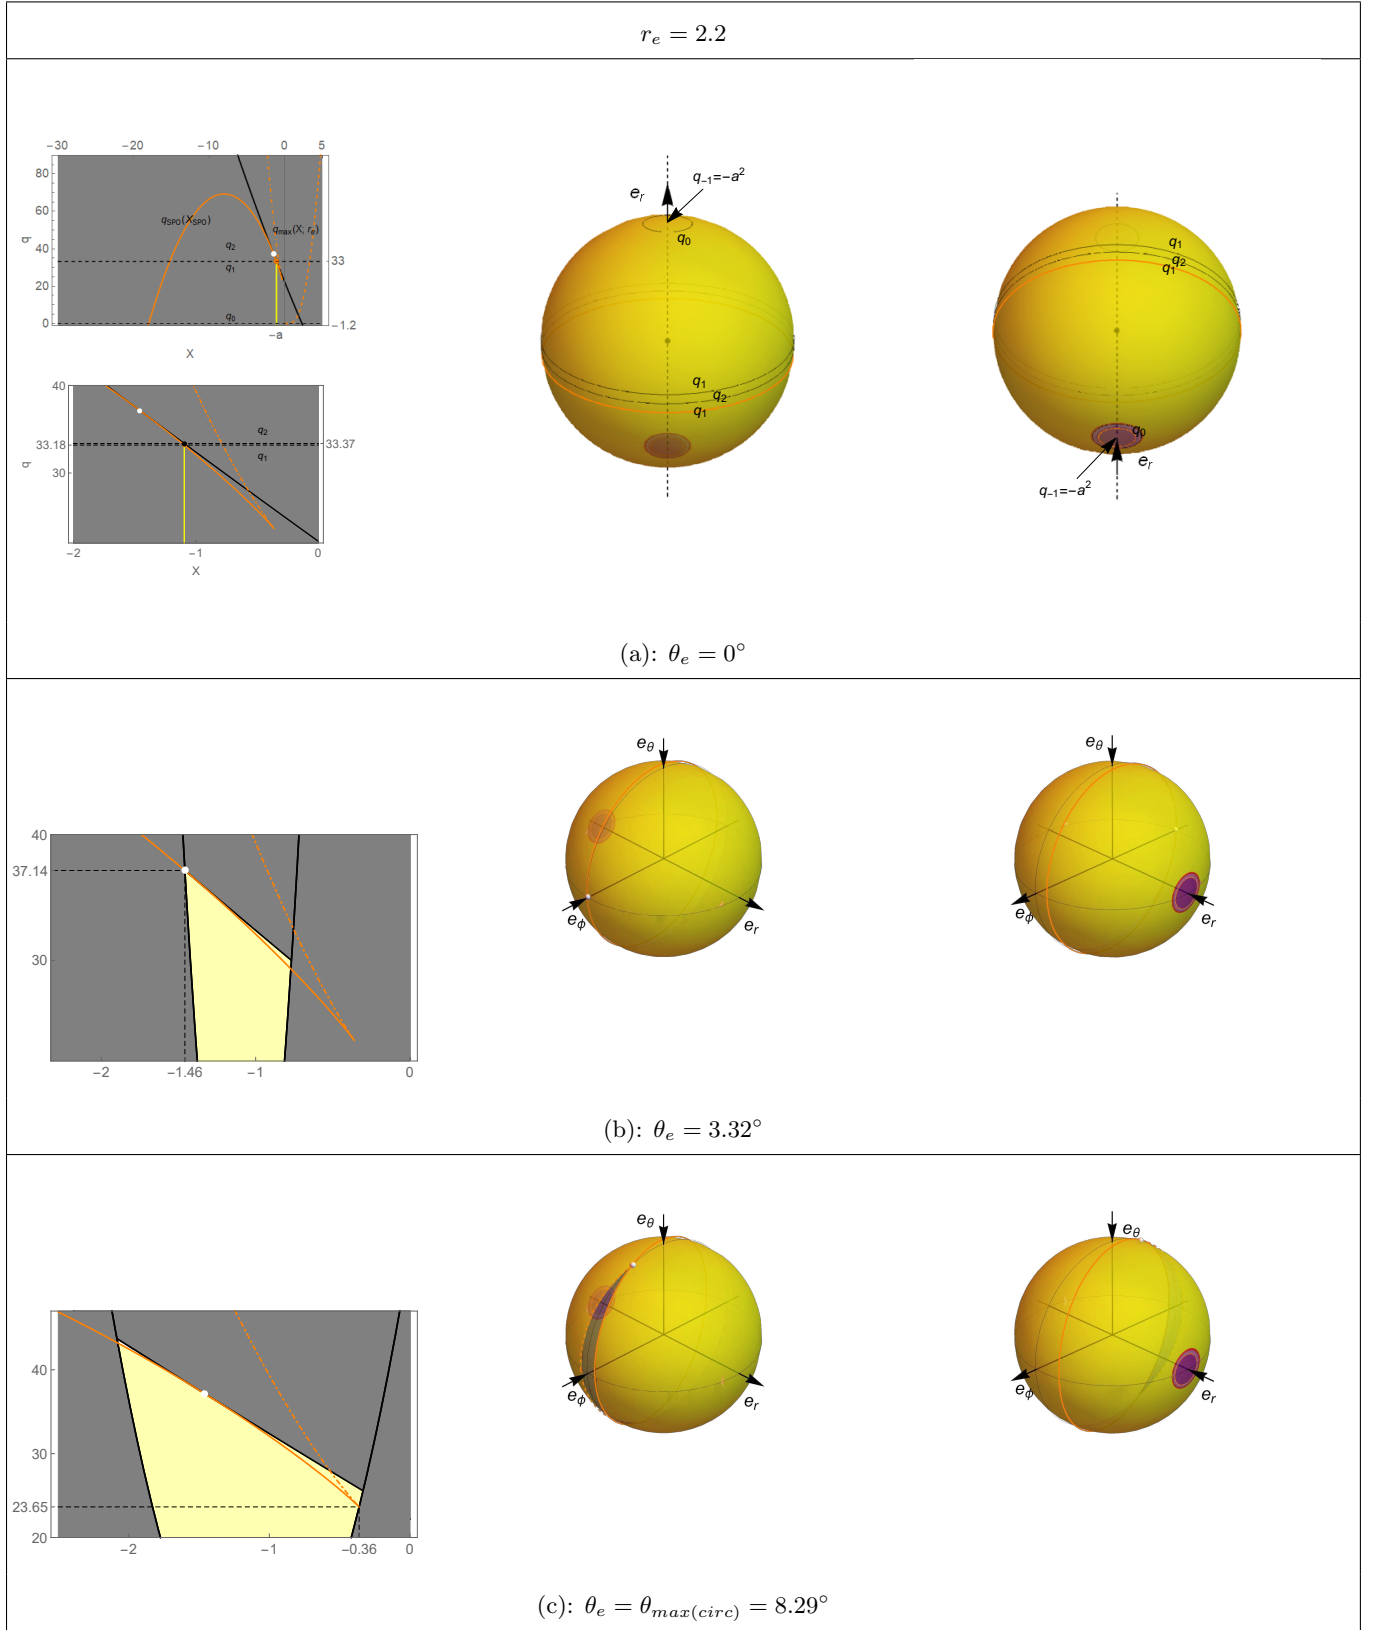 r_e = 2.2
−30 −20 −10 0 5
80
60
40
20
0
q
q_SPO(X_SPO)
q_max(X; r_e)
q_2
q_1
q_0
33
−1.2
−a
X
40
33.18
30
q
q_2
q_1
33.37
−2 −1 0
X
e_r
q_−1=−a^2
q_0
q_1
q_2
q_1
q_1
q_2
q_1
q_0
q_−1=−a^2
e_r
(a): θ_e = 0°
40
37.14
30
−2 −1.46 −1 0
e_θ
e_ϕ
e_r
e_θ
e_ϕ
e_r
(b): θ_e = 3.32°
40
30
23.65
20
−2 −1 −0.36 0
e_θ
e_ϕ
e_r
e_θ
e_ϕ
e_r
(c): θ_e = θ_max(circ) = 8.29°